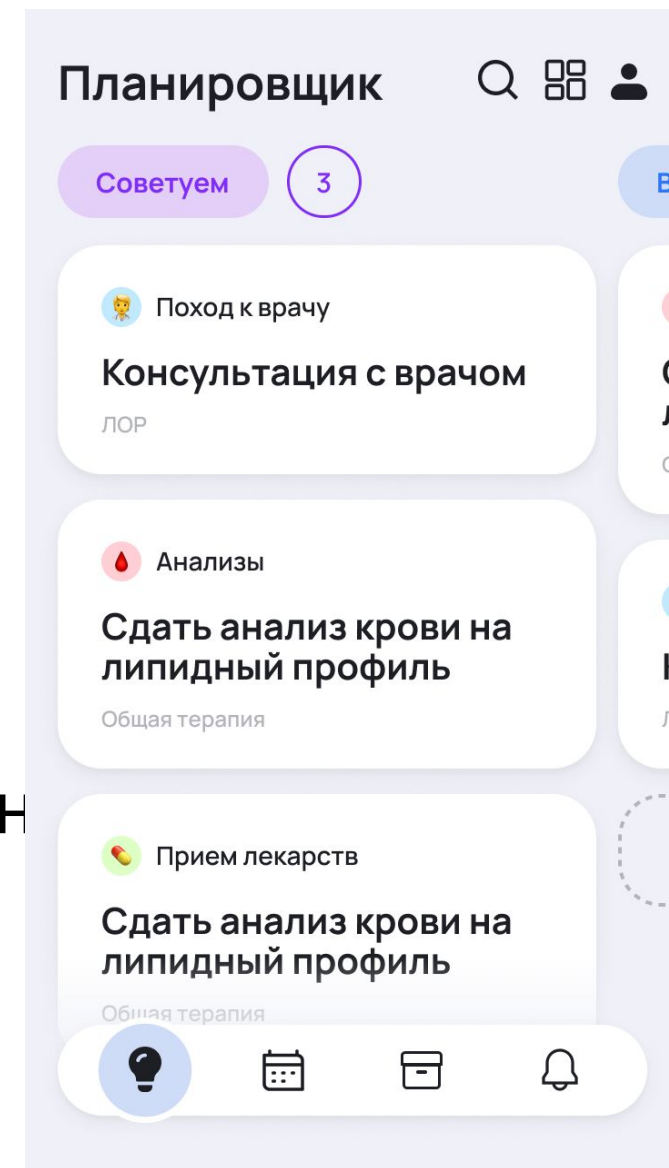 Планировщик
Советуем 3
Поход к врачу
Консультация с врачом
ЛОР
Анализы
Сдать анализ крови на
липидный профиль
Общая терапия
Прием лекарств
Сдать анализ крови на
липидный профиль
Общая терапия